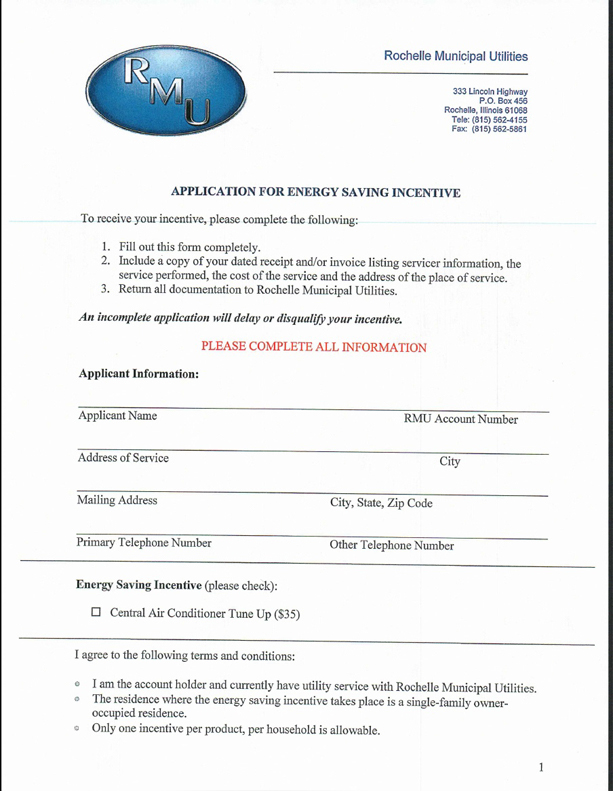 RMU
Rochelle Municipal Utilities
333 Lincoln Highway
P.O. Box 456
Rochelle, Illinois 61068
Tele: (815) 562-4155
Fax: (815) 562-5861
APPLICATION FOR ENERGY SAVING INCENTIVE
To receive your incentive, please complete the following:
1. Fill out this form completely.
2. Include a copy of your dated receipt and/or invoice listing servicer information, the
service performed, the cost of the service and the address of the place of service.
3. Return all documentation to Rochelle Municipal Utilities.
An incomplete application will delay or disqualify your incentive.
PLEASE COMPLETE ALL INFORMATION
Applicant Information:
Applicant Name RMU Account Number
Address of Service City
Mailing Address City, State, Zip Code
Primary Telephone Number Other Telephone Number
Energy Saving Incentive (please check):
☐ Central Air Conditioner Tune Up ($35)
I agree to the following terms and conditions:
• I am the account holder and currently have utility service with Rochelle Municipal Utilities.
• The residence where the energy saving incentive takes place is a single-family owner-
occupied residence.
• Only one incentive per product, per household is allowable.
1